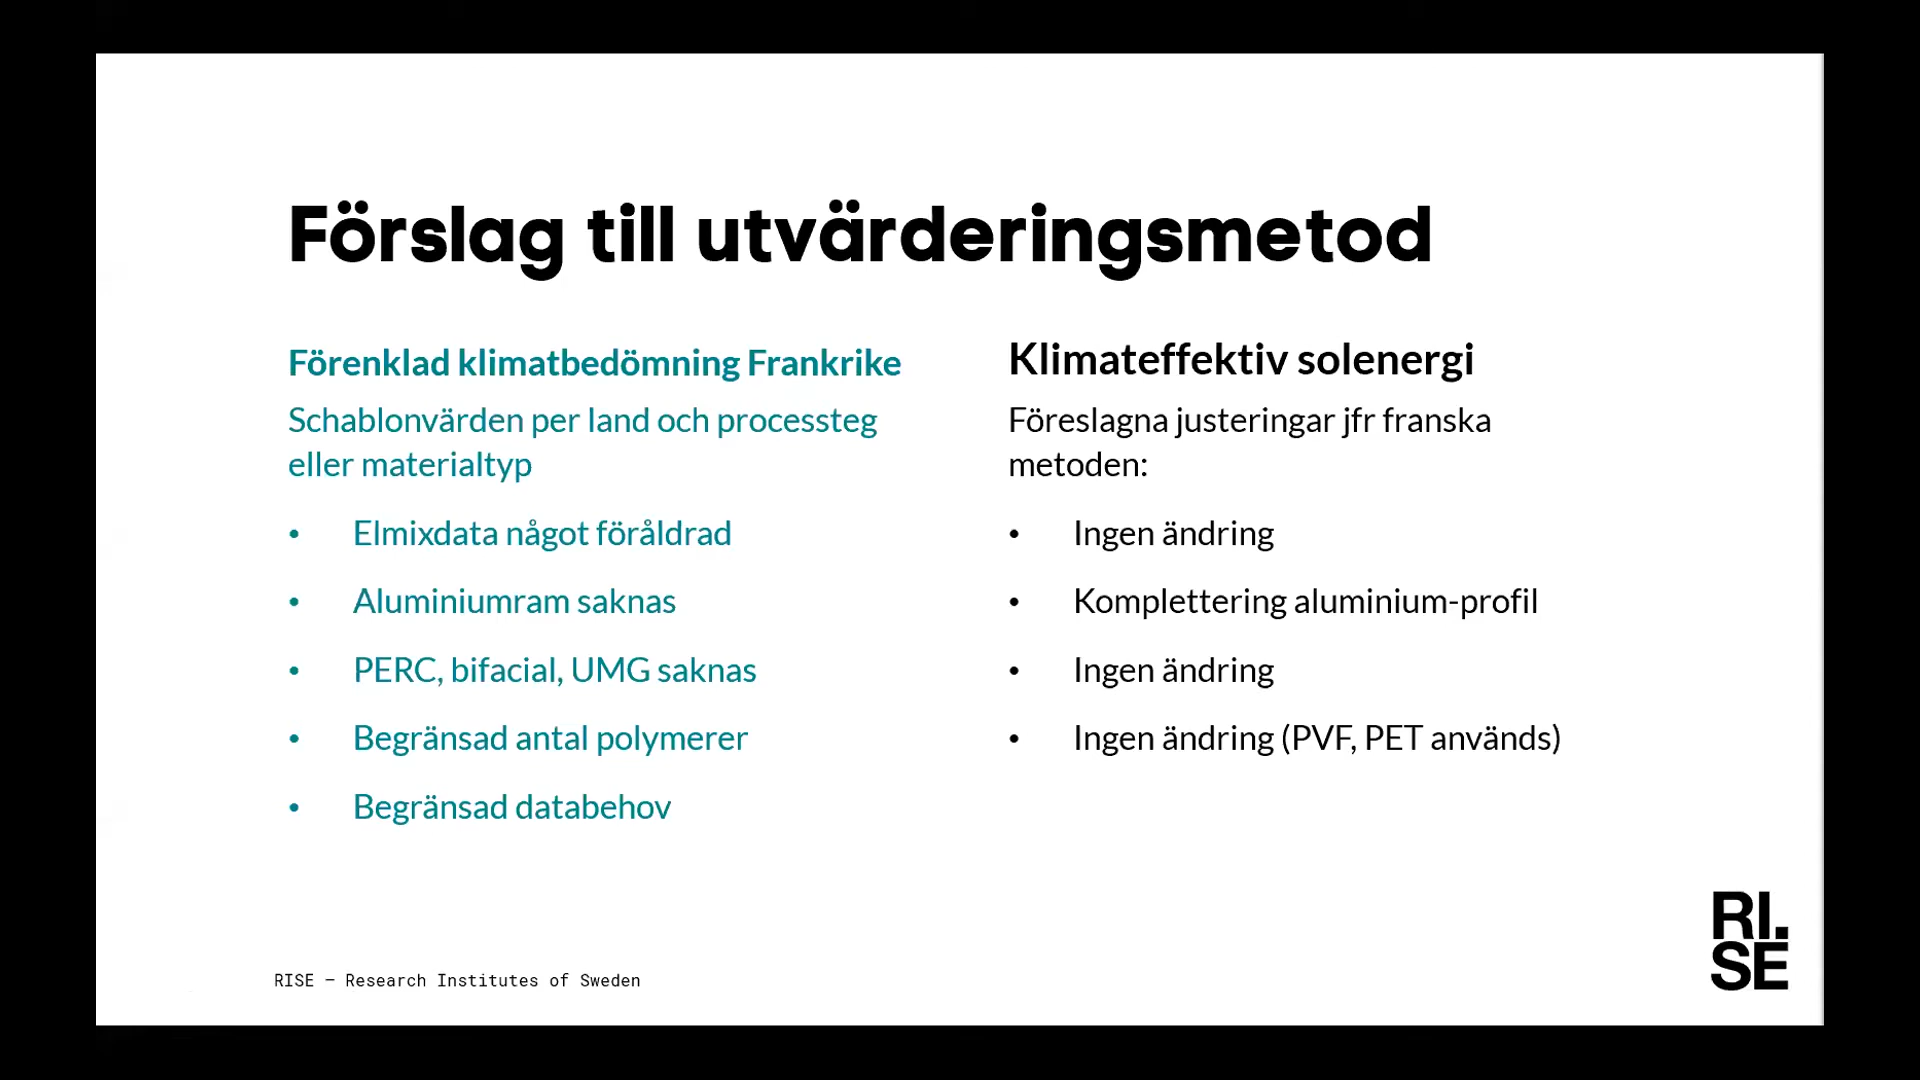 Förslag till utvärderingsmetod
Förenklad klimatbedömning Frankrike
Schablonvärden per land och processteg
eller materialtyp
• Elmixdata något föråldrad
• Aluminiumram saknas
• PERC, bifacial, UMG saknas
• Begränsad antal polymerer
• Begränsad databehov
Klimateffektiv solenergi
Föreslagna justeringar jfr franska
metoden:
• Ingen ändring
• Komplettering aluminium-profil
• Ingen ändring
• Ingen ändring (PVF, PET används)
RISE — Research Institutes of Sweden
RI.
SE